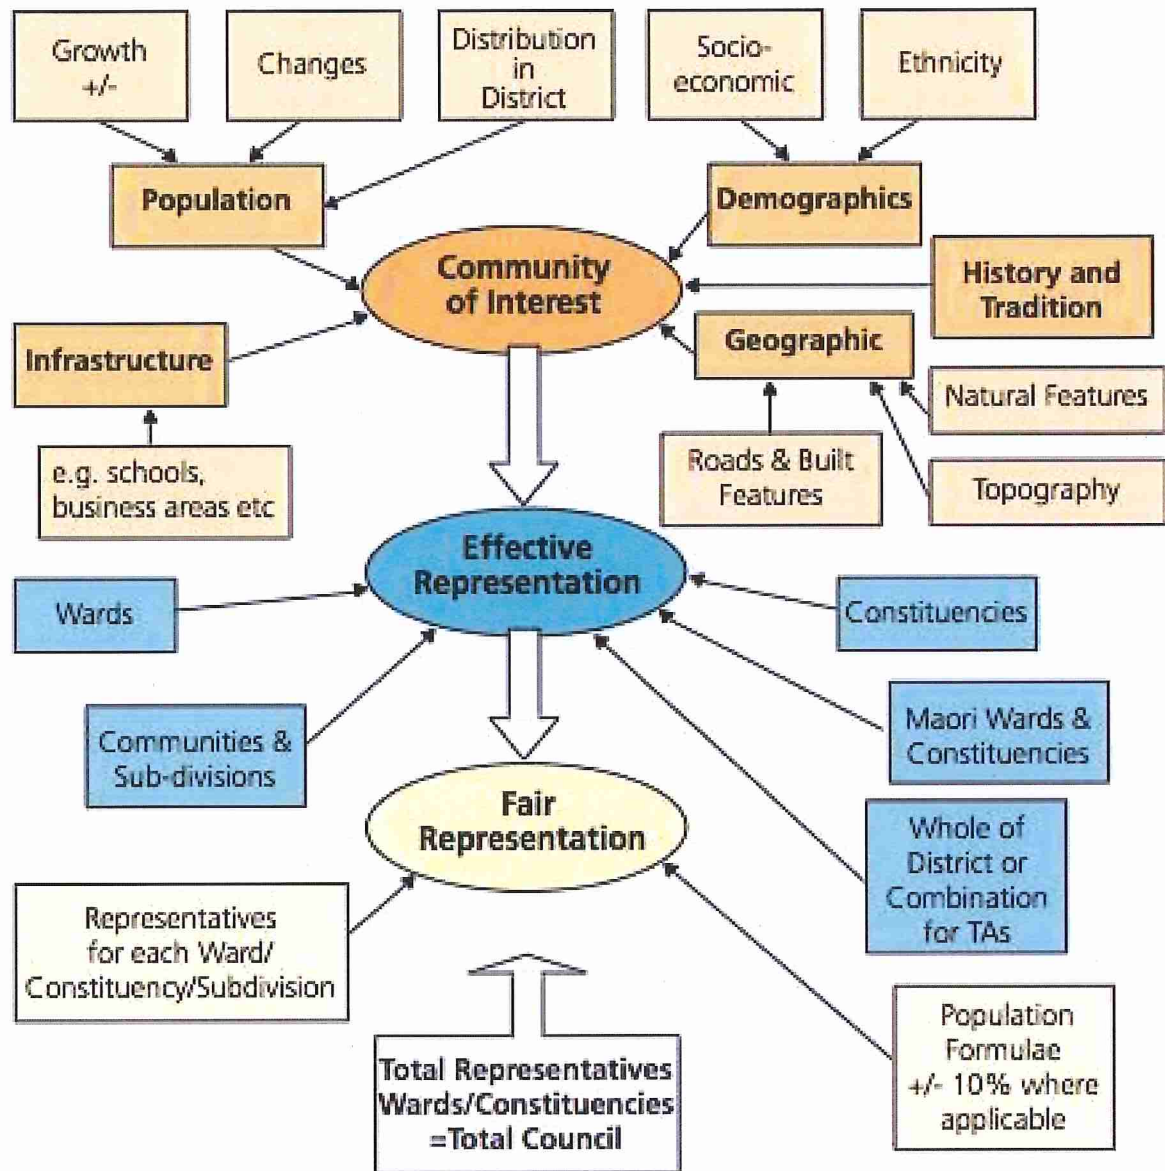 Growth
+/-
Changes
Distribution
in
District
Socio-
economic
Ethnicity
Population
Demographics
Community
of Interest
History and
Tradition
Infrastructure
Geographic
Natural Features
e.g. schools,
business areas etc
Roads & Built
Features
Topography
Effective
Representation
Wards
Constituencies
Communities &
Sub-divisions
Maori Wards &
Constituencies
Fair
Representation
Whole of
District or
Combination
for TAs
Representatives
for each Ward/
Constituency/Subdivision
Population
Formulae
+/- 10% where
applicable
Total Representatives
Wards/Constituencies
=Total Council